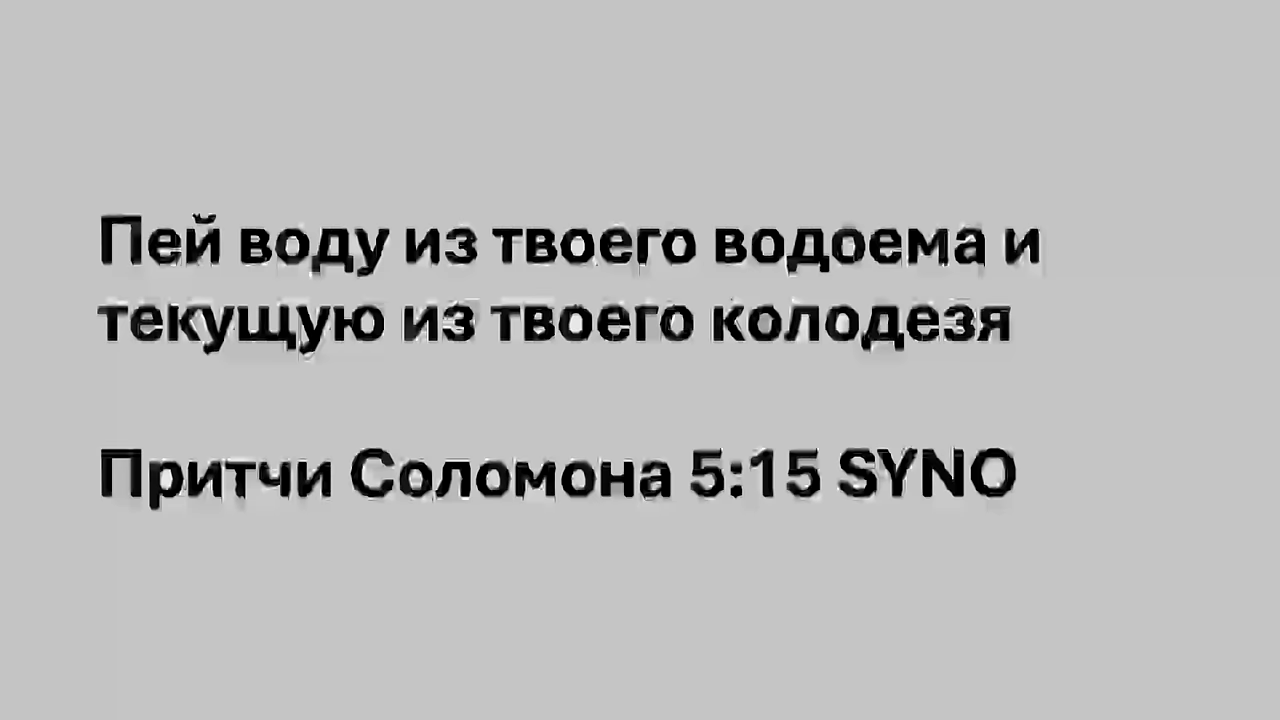 Пей воду из твоего водоема и
текущую из твоего колодезя
Притчи Соломона 5:15 SYNO